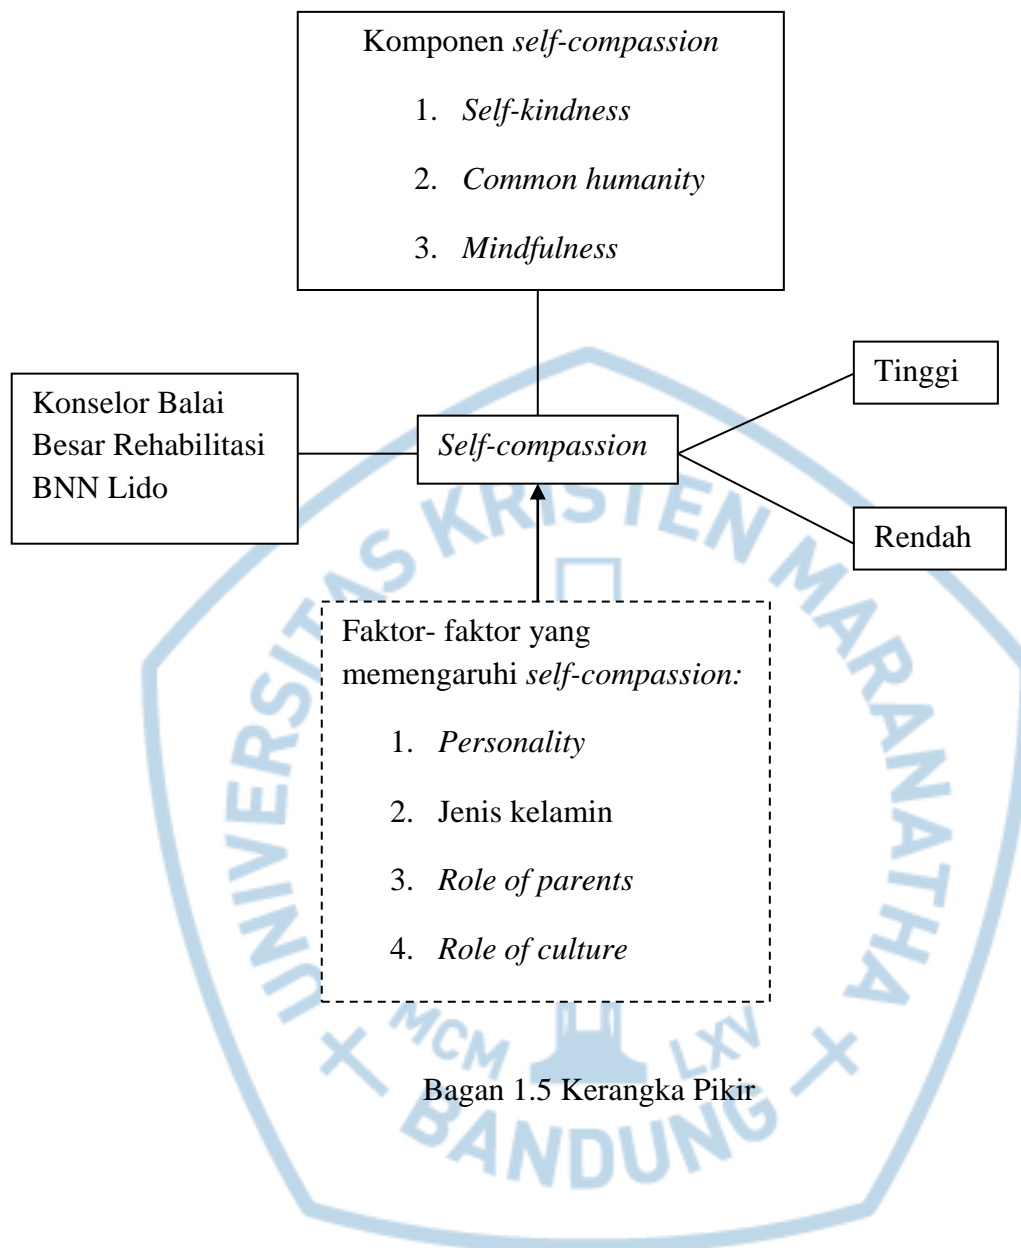 Komponen self-compassion
1. Self-kindness
2. Common humanity
3. Mindfulness
Konselor Balai
Besar Rehabilitasi
BNN Lido
Self-compassion
Tinggi
Rendah
Faktor- faktor yang
memengaruhi self-compassion:
1. Personality
2. Jenis kelamin
3. Role of parents
4. Role of culture
Bagan 1.5 Kerangka Pikir
UNIVERSITAS KRISTEN MARANATHA
MCM LXV
BANDUNG